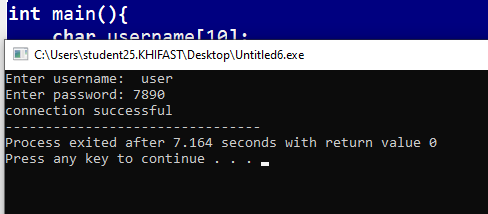 int main(){
char username[10];
C:\Users\student25.KHIFAST\Desktop\Untitled6.exe
Enter username:  user
Enter password: 7890
connection successful
--------------------------------
Process exited after 7.164 seconds with return value 0
Press any key to continue . . .